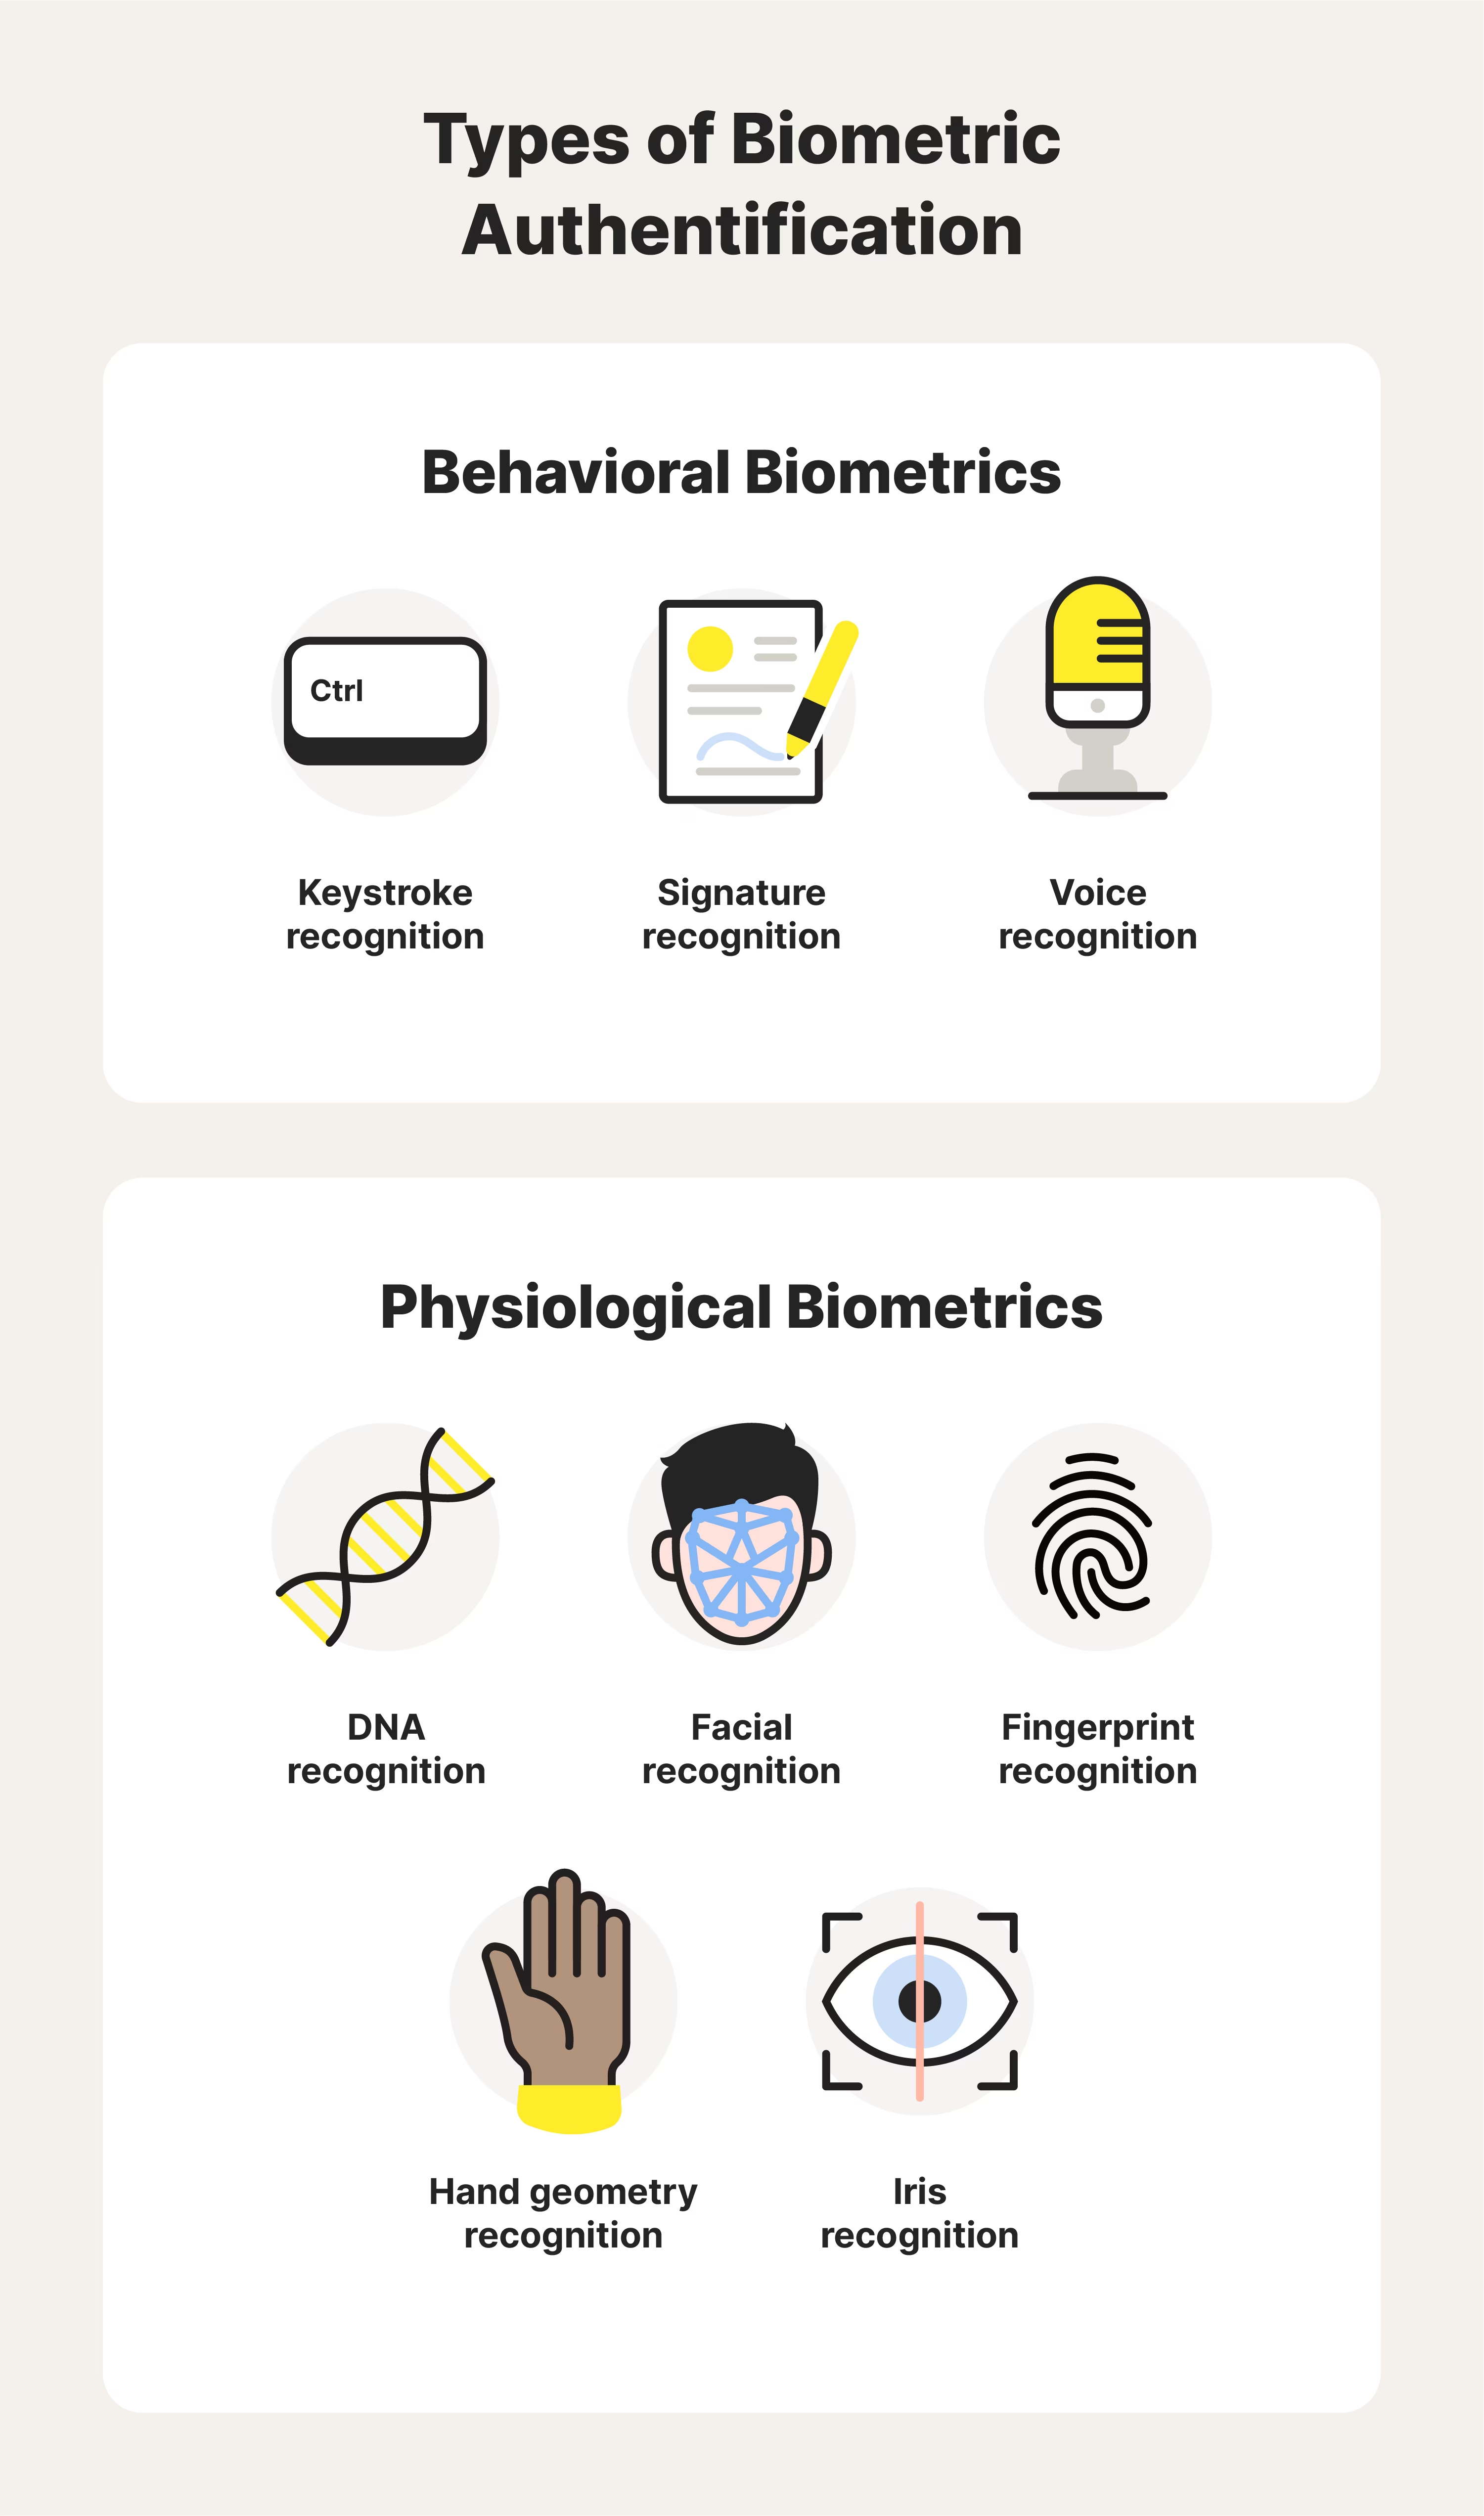 Types of Biometric
Authentification
Behavioral Biometrics
Ctrl
Keystroke
recognition
Signature
recognition
Voice
recognition
Physiological Biometrics
DNA
recognition
Facial
recognition
Fingerprint
recognition
Hand geometry
recognition
Iris
recognition